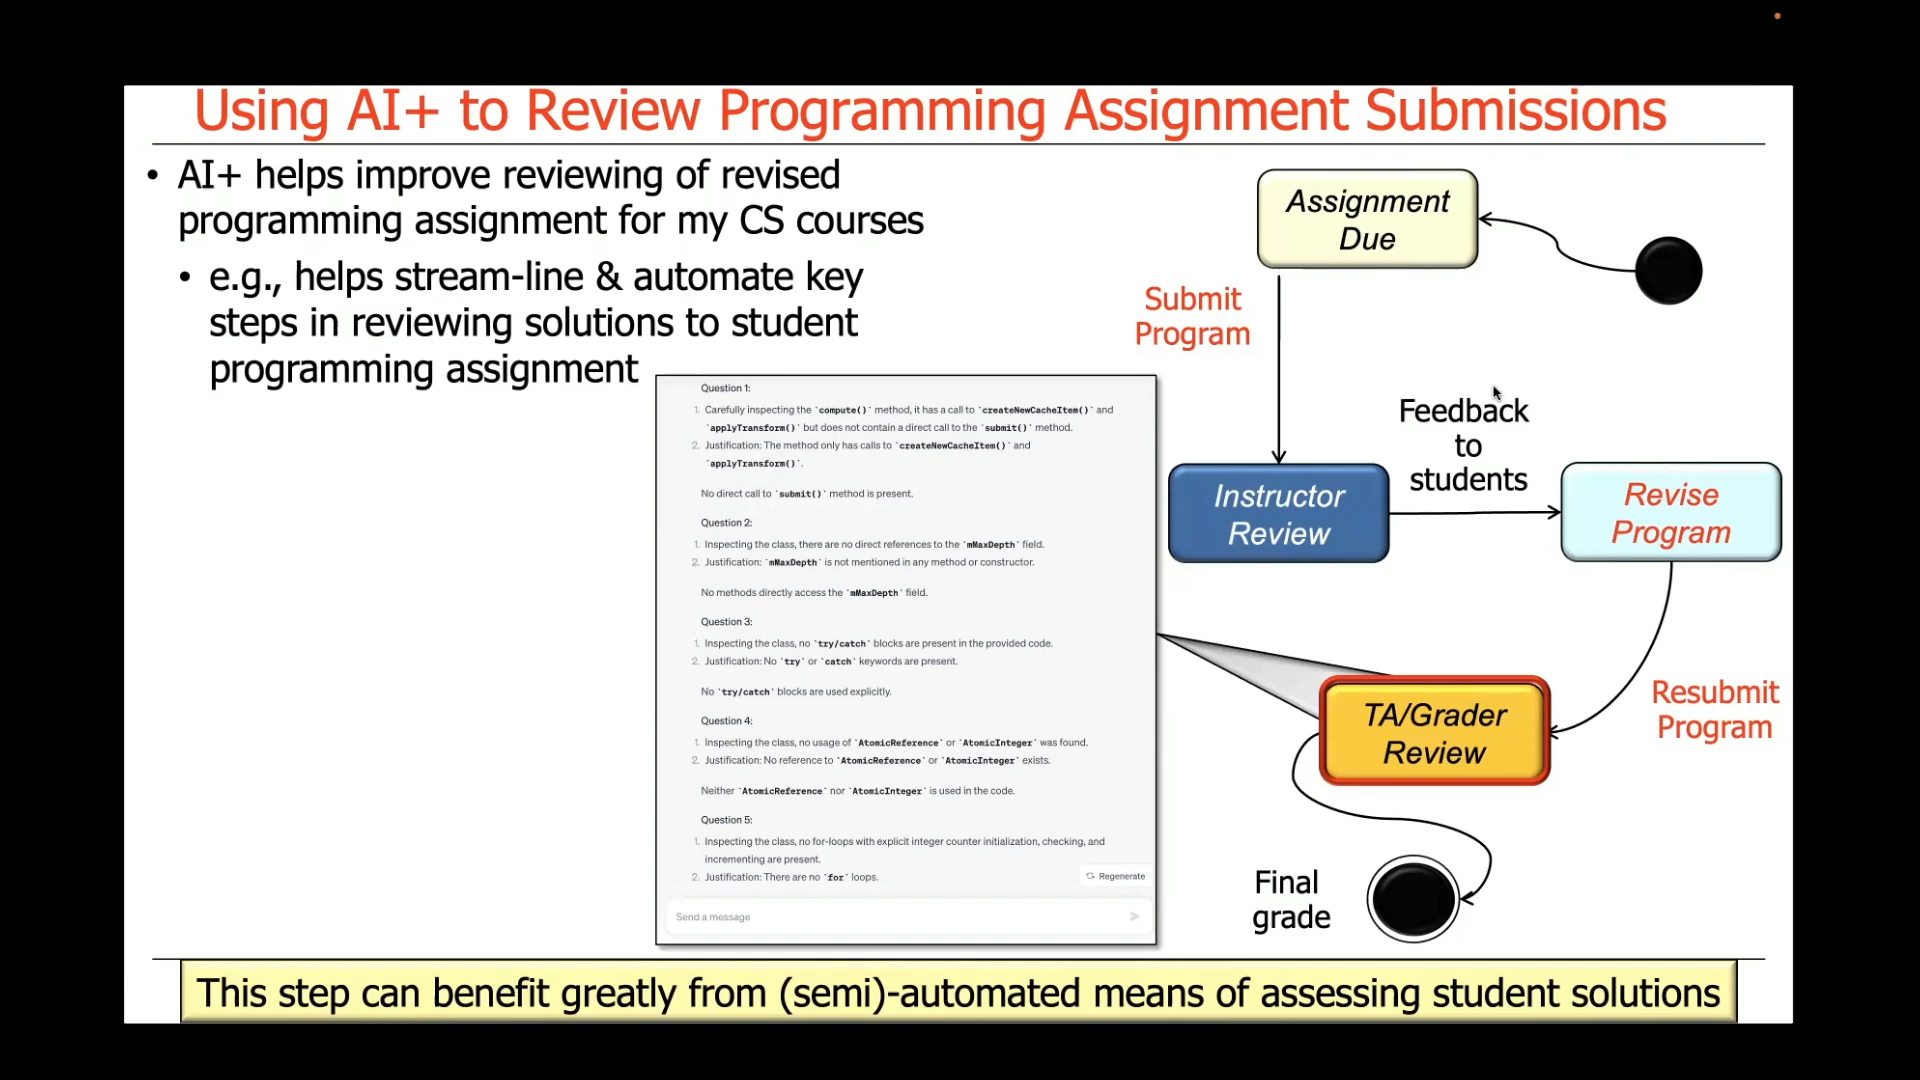 Using AI+ to Review Programming Assignment Submissions
• AI+ helps improve reviewing of revised
programming assignment for my CS courses
• e.g., helps stream-line & automate key
steps in reviewing solutions to student
programming assignment
Question 1:
1. Carefully inspecting the `compute()` method, it has a call to `createNewCacheItem()` and
`applyTransform()` but does not contain a direct call to the `submit()` method.
2. Justification: The method only has calls to `createNewCacheItem()` and
`applyTransform()`.
No direct call to `submit()` method is present.
Question 2:
1. Inspecting the class, there are no direct references to the `mMaxDepth` field.
2. Justification: `mMaxDepth` is not mentioned in any method or constructor.
No methods directly access the `mMaxDepth` field.
Question 3:
1. Inspecting the class, no `try/catch` blocks are present in the provided code.
2. Justification: No `try` or `catch` keywords are present.
No `try/catch` blocks are used explicitly.
Question 4:
1. Inspecting the class, no usage of `AtomicReference` or `AtomicInteger` was found.
2. Justification: No reference to `AtomicReference` or `AtomicInteger` exists.
Neither `AtomicReference` nor `AtomicInteger` is used in the code.
Question 5:
1. Inspecting the class, no for-loops with explicit integer counter initialization, checking, and
incrementing are present.
2. Justification: There are no `for` loops.
Regenerate
Send a message
Assignment
Due
Submit
Program
Instructor
Review
Feedback
to
students
Revise
Program
Resubmit
Program
TA/Grader
Review
Final
grade
This step can benefit greatly from (semi)-automated means of assessing student solutions